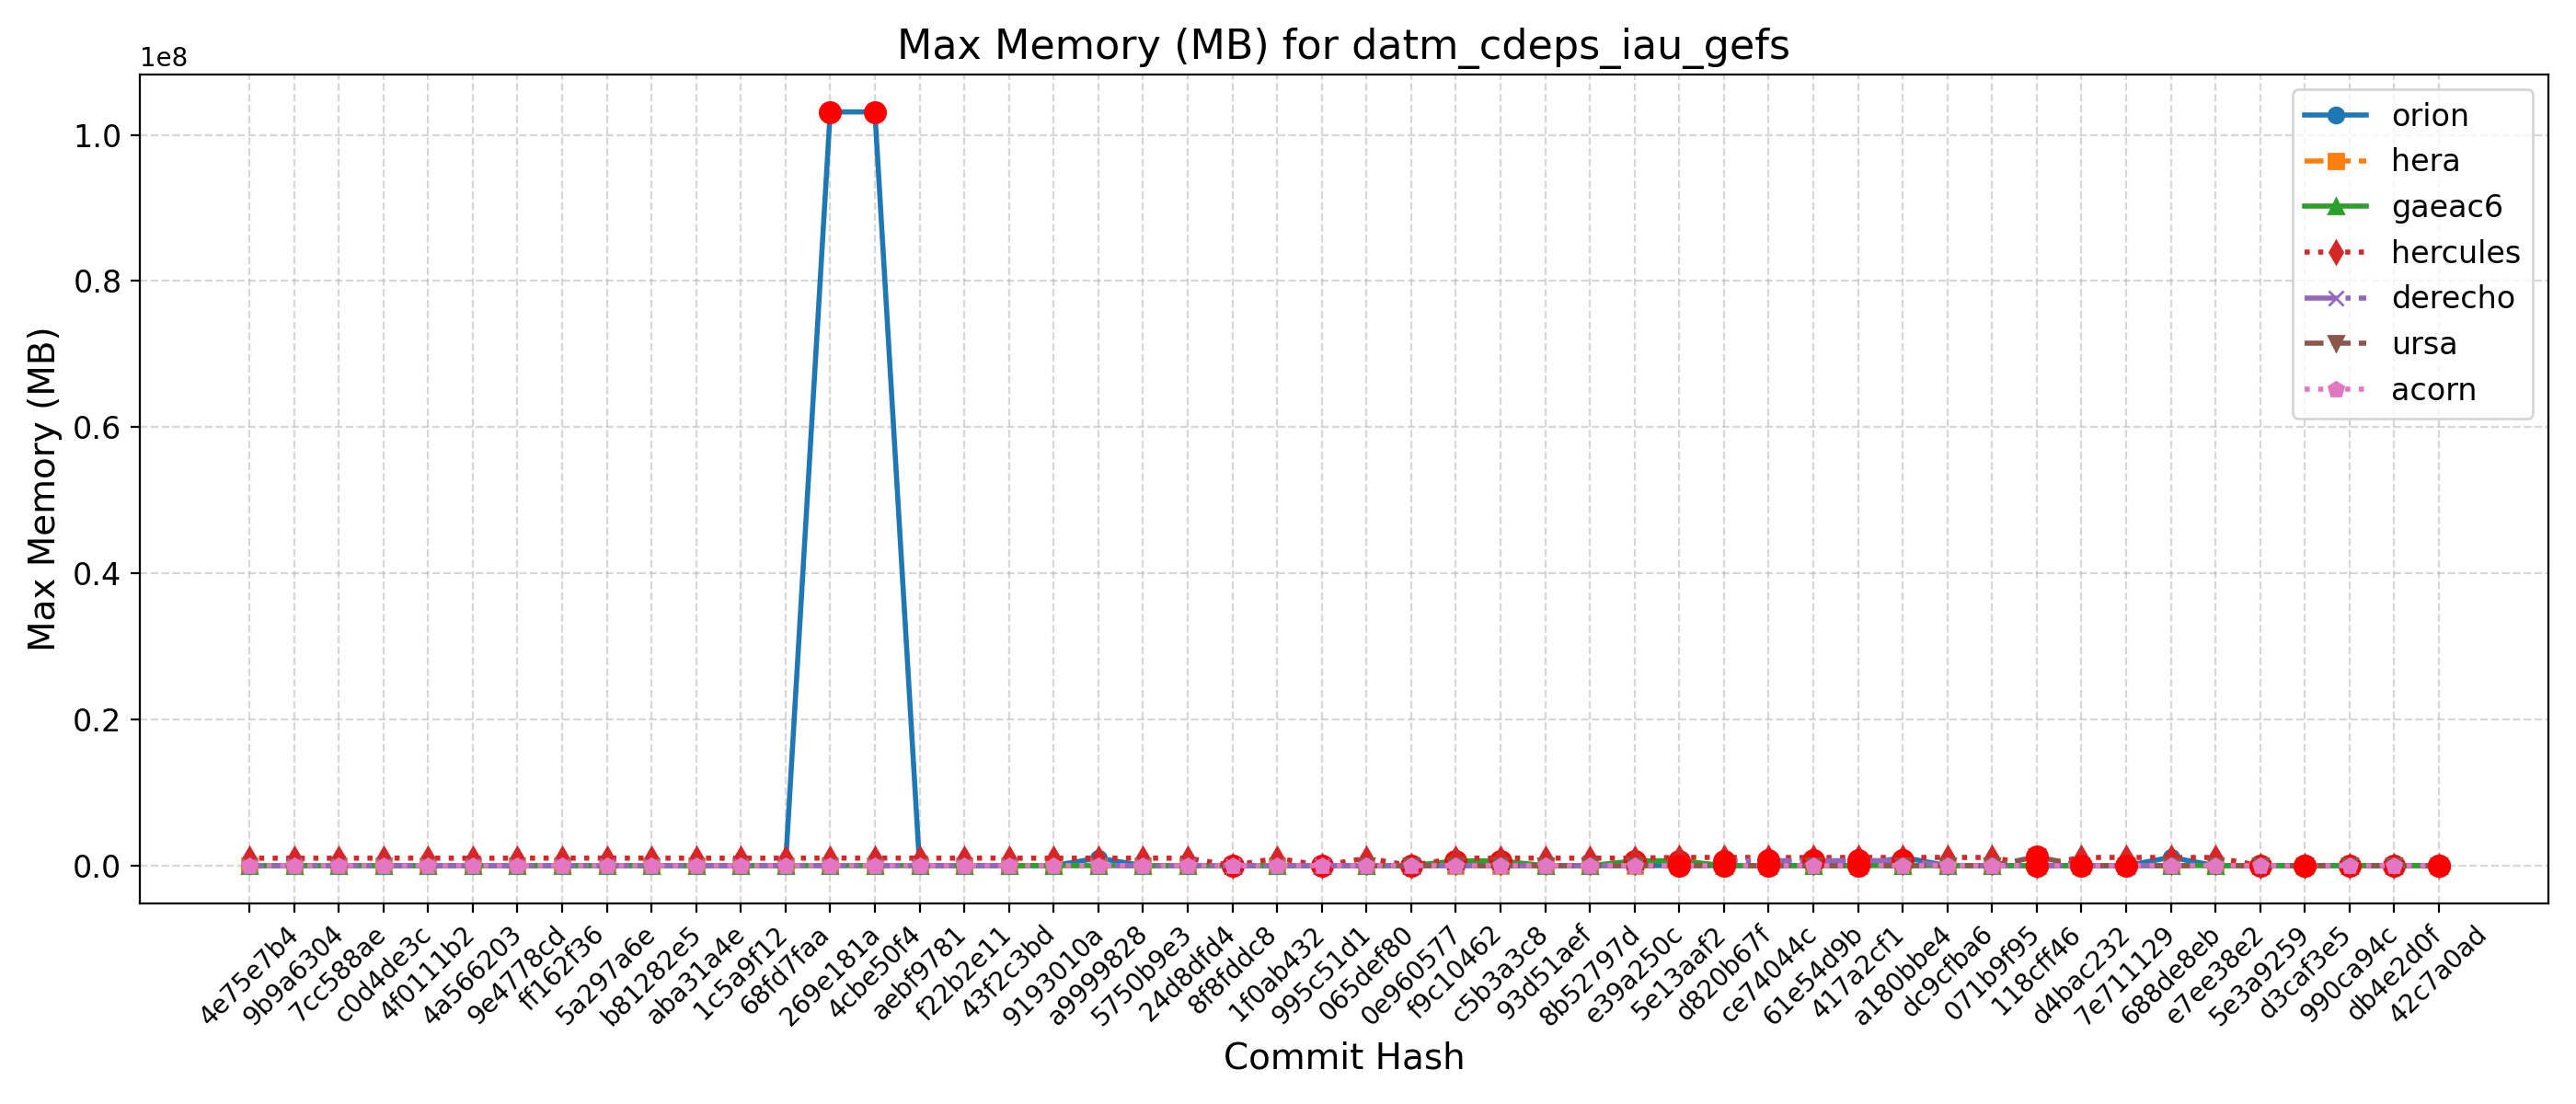 Max Memory (MB) for datm_cdeps_iau_gefs
1e8
1.0
0.8
0.6
0.4
0.2
0.0
Max Memory (MB)
orion
hera
gaeac6
hercules
derecho
ursa
acorn
4e75e7b4
9b9a6304
7cc588ae
c0d4de3c
4f0111b2
4a566203
9e4778cd
ff162f36
5a297a6e
b81282e5
aba31a4e
1c5a9f12
68fd7faa
269e181a
4cbe50f4
aebf9781
f22b2e11
43f2c3bd
9193010a
a9999828
5750b9e3
24d8dfd4
8f8fddc8
1f0ab432
995c51d1
065def80
0e960577
f9c10462
c5b3a3c8
93d51aef
8b52797d
e39a250c
5e13aaf2
d820b67f
ce74044c
61e54d9b
417a2cf1
a180bbe4
dc9cfba6
071b9f95
118cff46
d4bac232
7e711129
688de8eb
e7ee38e2
5e3a9259
d3caf3e5
990ca94c
db4e2d0f
42c7a0ad
Commit Hash